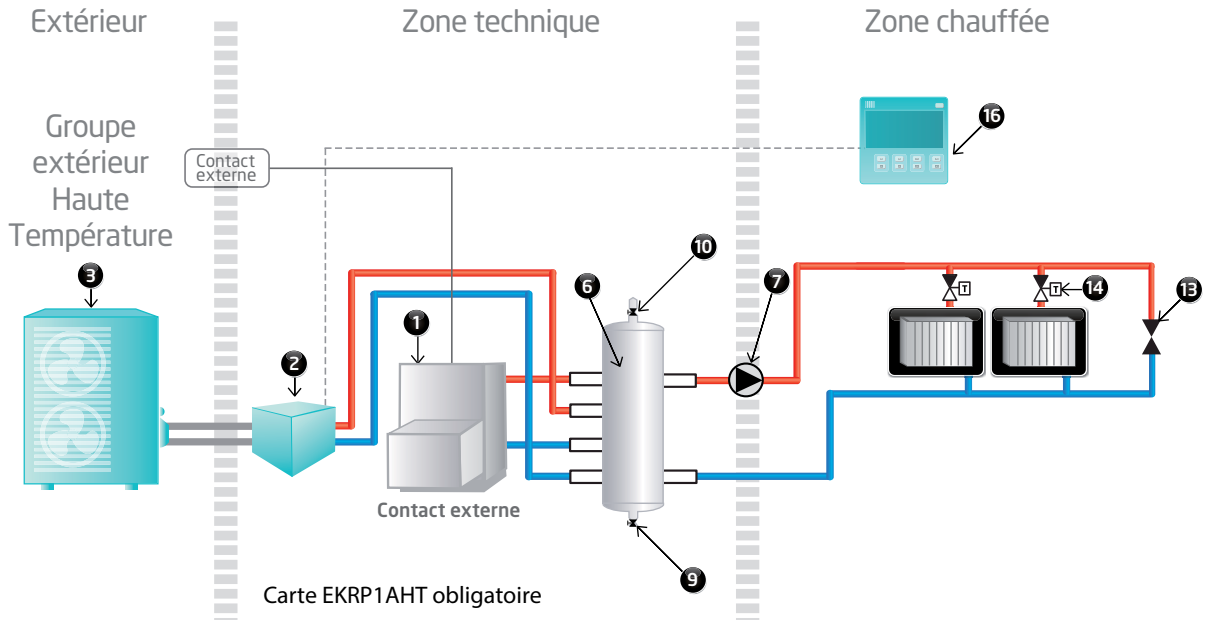 Extérieur
Zone technique
Zone chauffée
Groupe
extérieur
Haute
Température
Contact
externe
16
3
10
6
7
14
13
1
2
T
T
Contact externe
9
Carte EKRP1AHT obligatoire